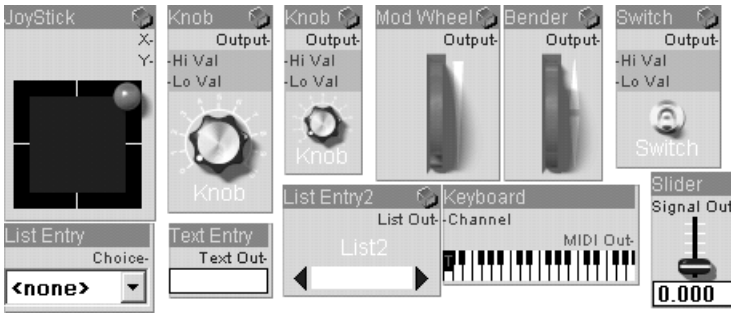 JoyStick
X-
Y-
Knob
Output-
-Hi Val
-Lo Val
Knob
Knob
Output-
-Hi Val
-Lo Val
Knob
Mod Wheel
Output-
Bender
Output-
Switch
Output-
-Hi Val
-Lo Val
Switch
List Entry
Choice-
<none>
Text Entry
Text Out-
List Entry2
List Out-
List2
Keyboard
-Channel
MIDI Out-
T
Slider
Signal Out
0.000